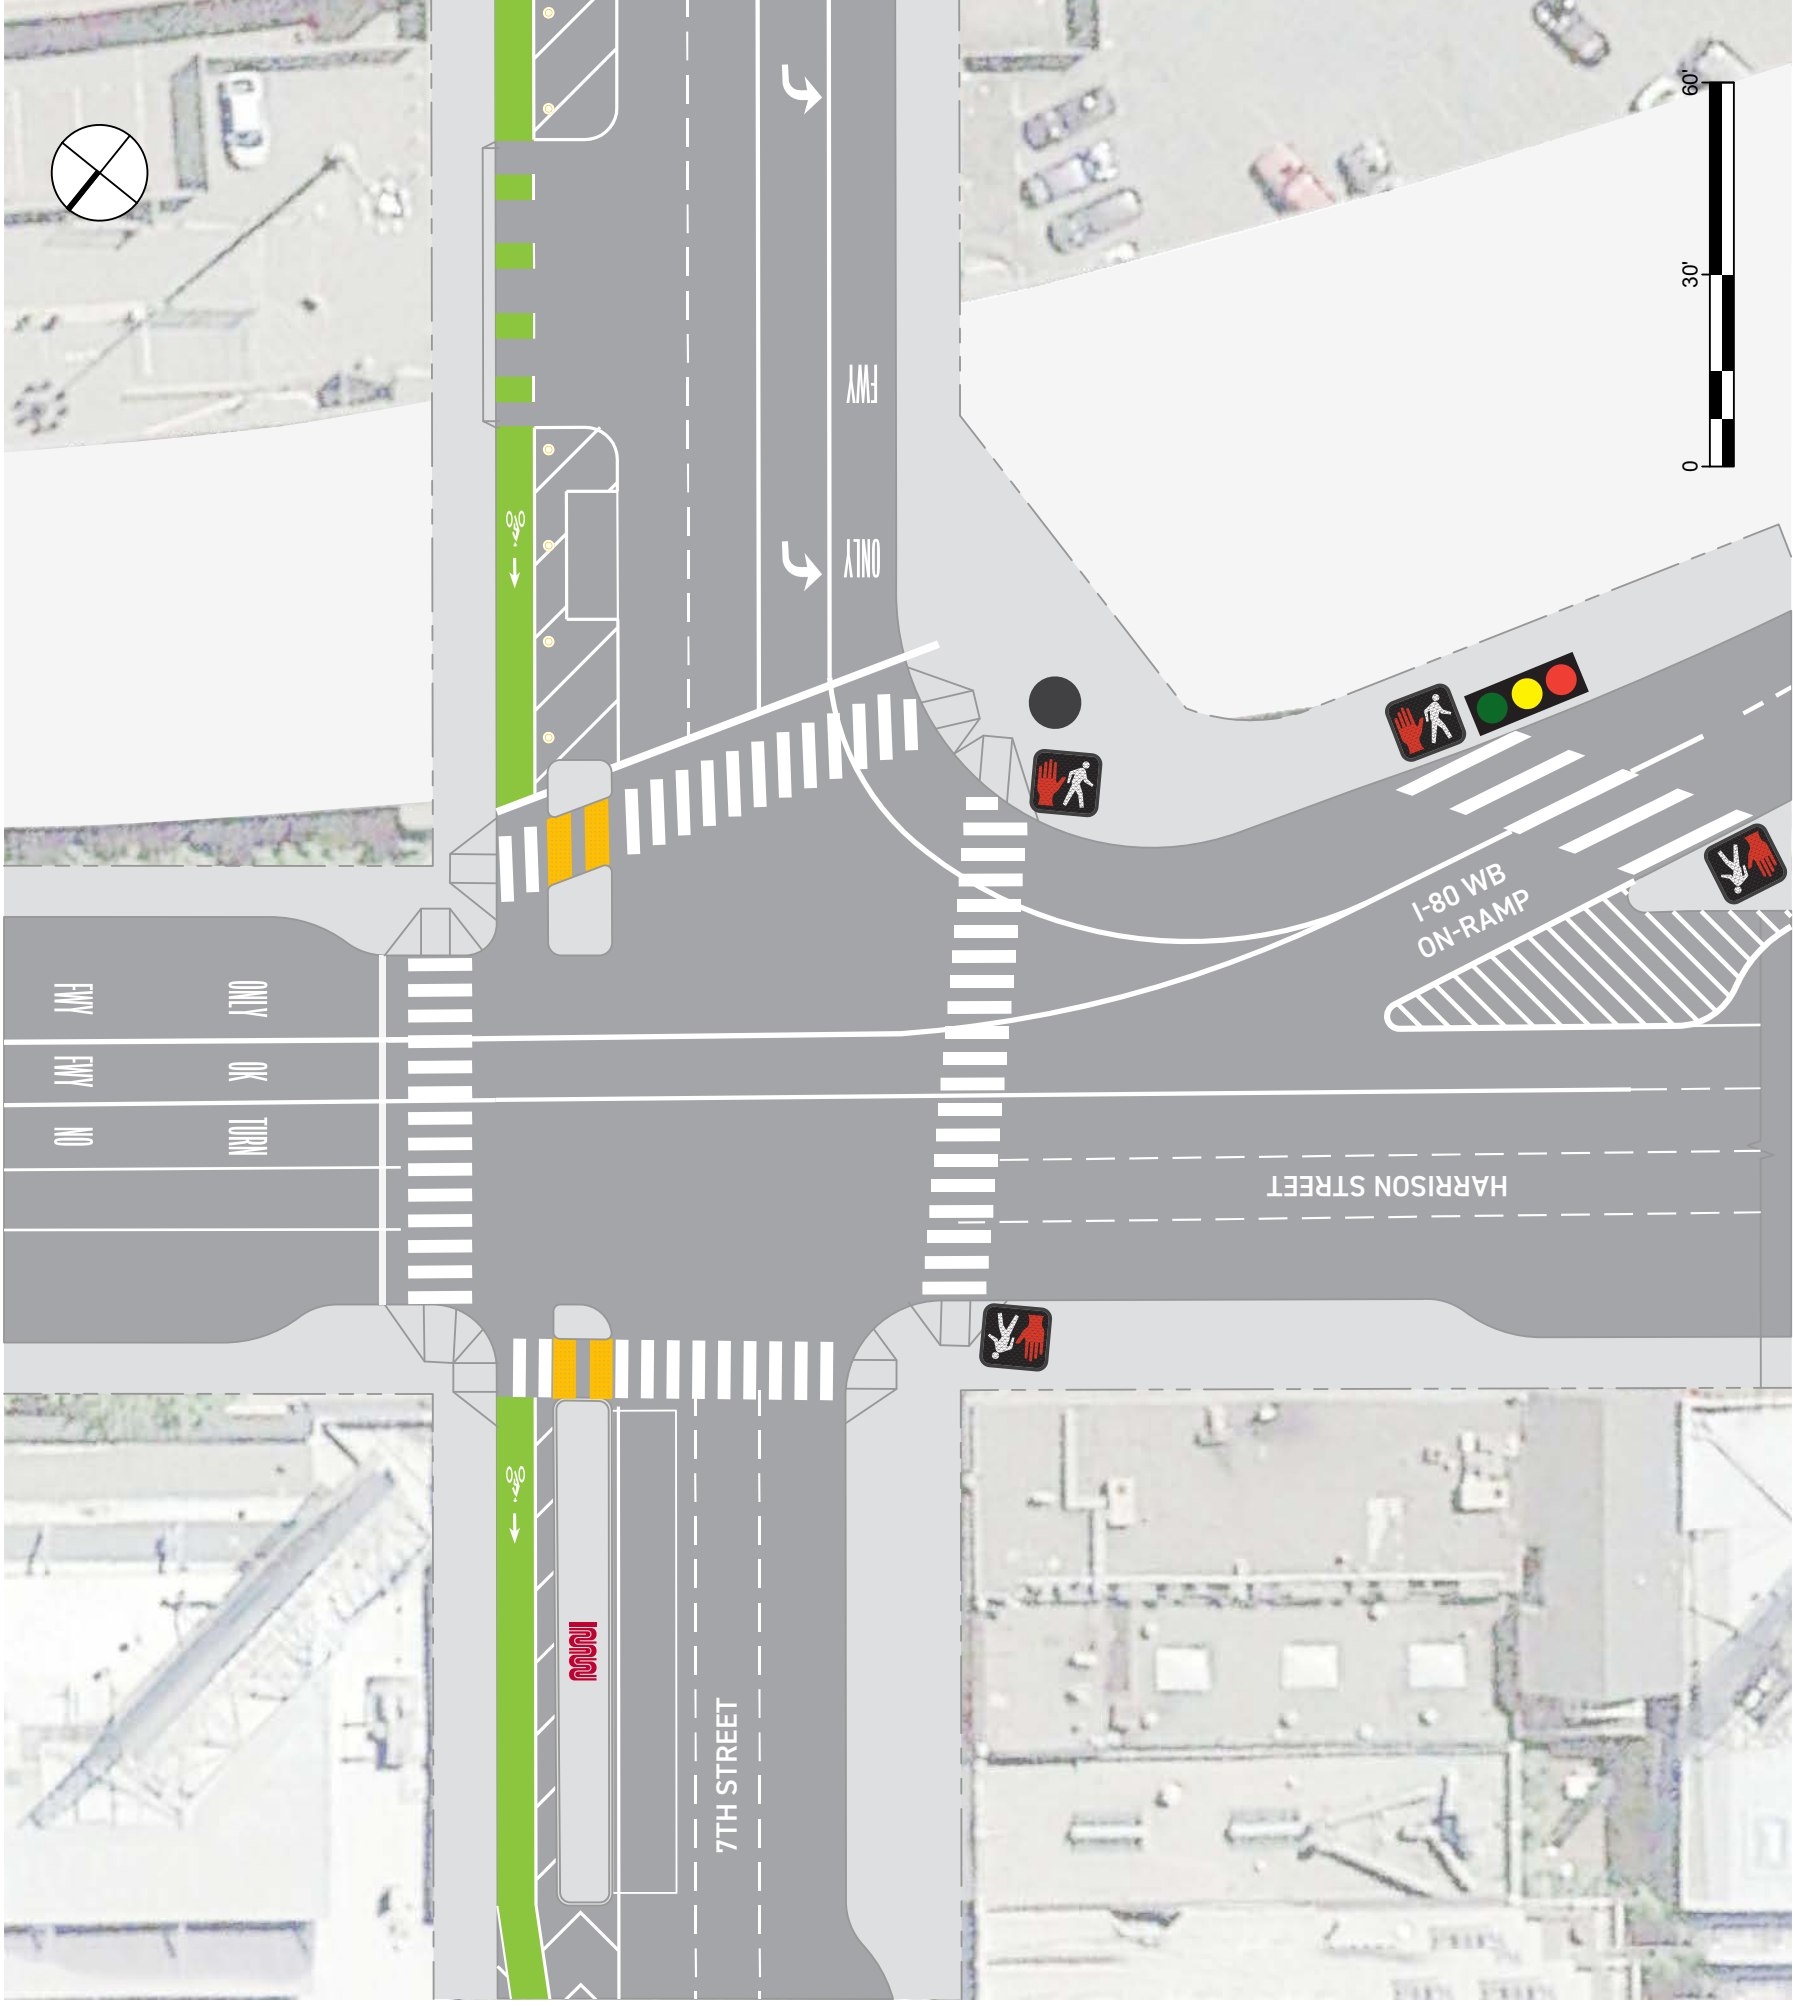 60'
30'
0
FWY
ONLY
I-80 WB
ON-RAMP
FWY
ONLY
FWY
OK
NO
TURN
HARRISON STREET
7TH STREET